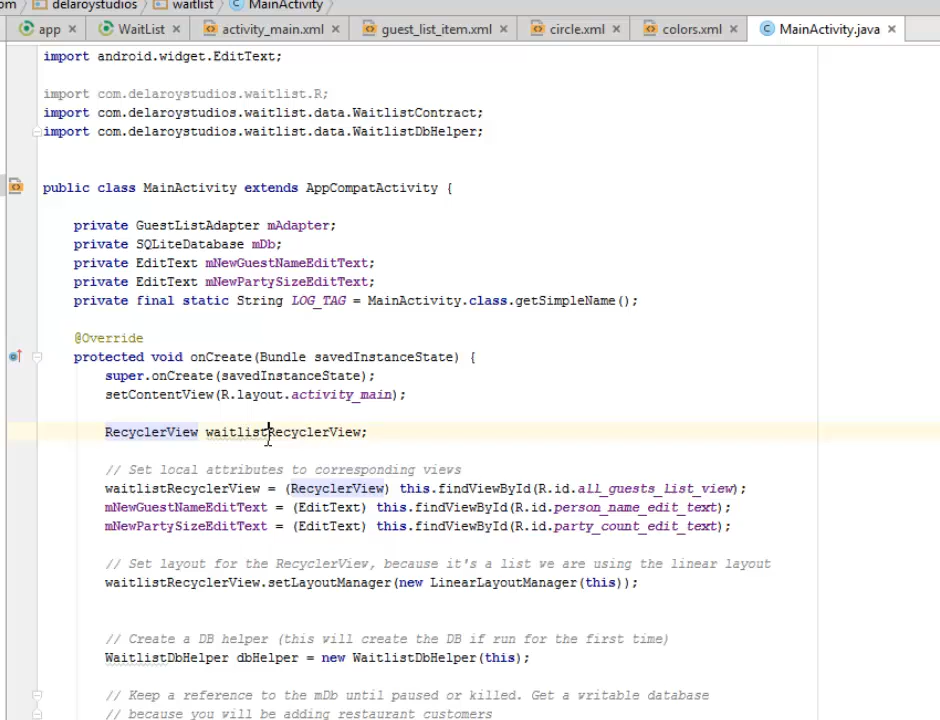 om delaroystudios waitlist MainActivity
app WaitList activity_main.xml guest_list_item.xml circle.xml colors.xml MainActivity.java
import android.widget.EditText;
import com.delaroystudios.waitlist.R;
import com.delaroystudios.waitlist.data.WaitlistContract;
import com.delaroystudios.waitlist.data.WaitlistDbHelper;
public class MainActivity extends AppCompatActivity {
private GuestListAdapter mAdapter;
private SQLiteDatabase mDb;
private EditText mNewGuestNameEditText;
private EditText mNewPartySizeEditText;
private final static String LOG_TAG = MainActivity.class.getSimpleName();
@Override
protected void onCreate(Bundle savedInstanceState) {
super.onCreate(savedInstanceState);
setContentView(R.layout.activity_main);
RecyclerView waitlistRecyclerView;
// Set local attributes to corresponding views
waitlistRecyclerView = (RecyclerView) this.findViewById(R.id.all_guests_list_view);
mNewGuestNameEditText = (EditText) this.findViewById(R.id.person_name_edit_text);
mNewPartySizeEditText = (EditText) this.findViewById(R.id.party_count_edit_text);
// Set layout for the RecyclerView, because it's a list we are using the linear layout
waitlistRecyclerView.setLayoutManager(new LinearLayoutManager(this));
// Create a DB helper (this will create the DB if run for the first time)
WaitlistDbHelper dbHelper = new WaitlistDbHelper(this);
// Keep a reference to the mDb until paused or killed. Get a writable database
// because you will be adding restaurant customers